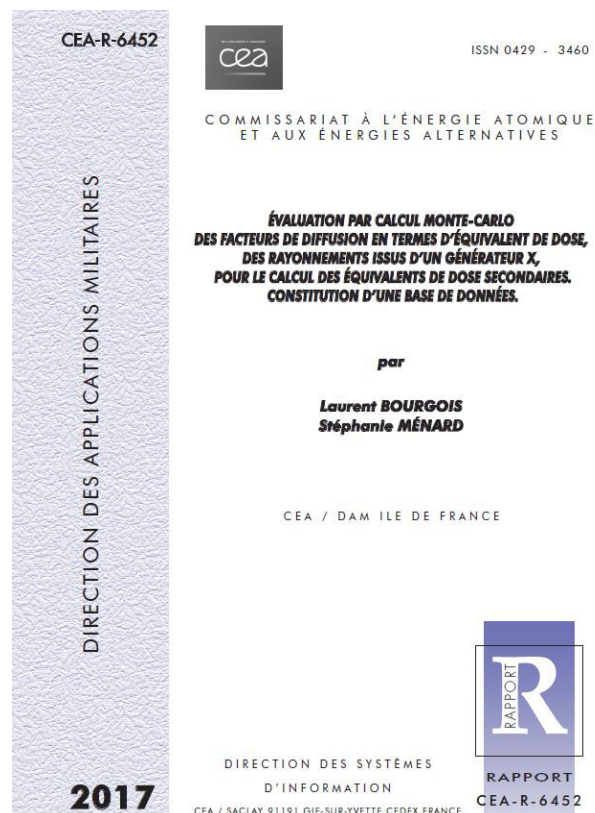 CEA-R-6452
cea
ISSN 0429 - 3460
COMMISSARIAT À L'ÉNERGIE ATOMIQUE
ET AUX ÉNERGIES ALTERNATIVES
DIRECTION DES APPLICATIONS MILITAIRES
ÉVALUATION PAR CALCUL MONTE-CARLO
DES FACTEURS DE DIFFUSION EN TERMES D'ÉQUIVALENT DE DOSE,
DES RAYONNEMENTS ISSUS D'UN GÉNÉRATEUR X,
POUR LE CALCUL DES ÉQUIVALENTS DE DOSE SECONDAIRES.
CONSTITUTION D'UNE BASE DE DONNÉES.
par
Laurent BOURGOIS
Stéphanie MÉNARD
CEA / DAM ILE DE FRANCE
R
RAPPORT
DIRECTION DES SYSTÈMES
D'INFORMATION
CEA / SACLAY 91191 GIF-SUR-YVETTE CEDEX FRANCE
RAPPORT
CEA-R-6452
2017